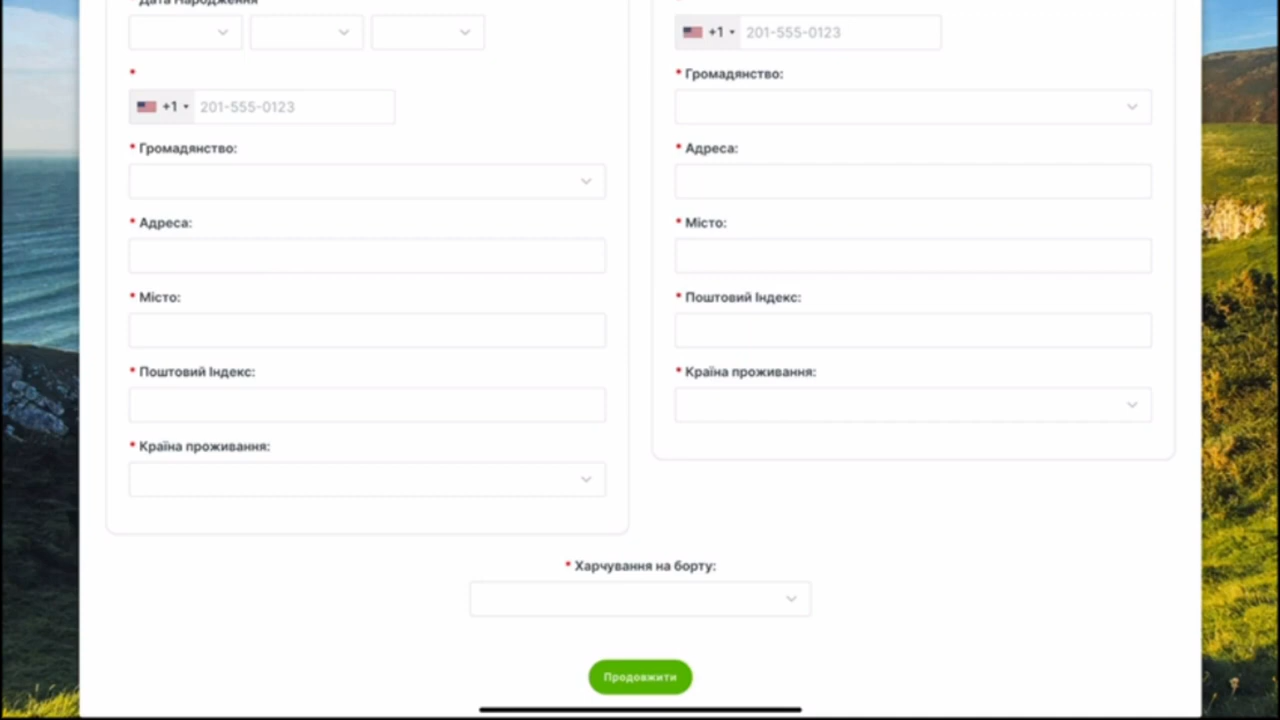 * Дата Народження
+1 201-555-0123
*
+1 201-555-0123
* Громадянство:
* Адреса:
* Місто:
* Поштовий Індекс:
* Країна проживання:
* Громадянство:
* Адреса:
* Місто:
* Поштовий Індекс:
* Країна проживання:
* Харчування на борту:
Продовжити